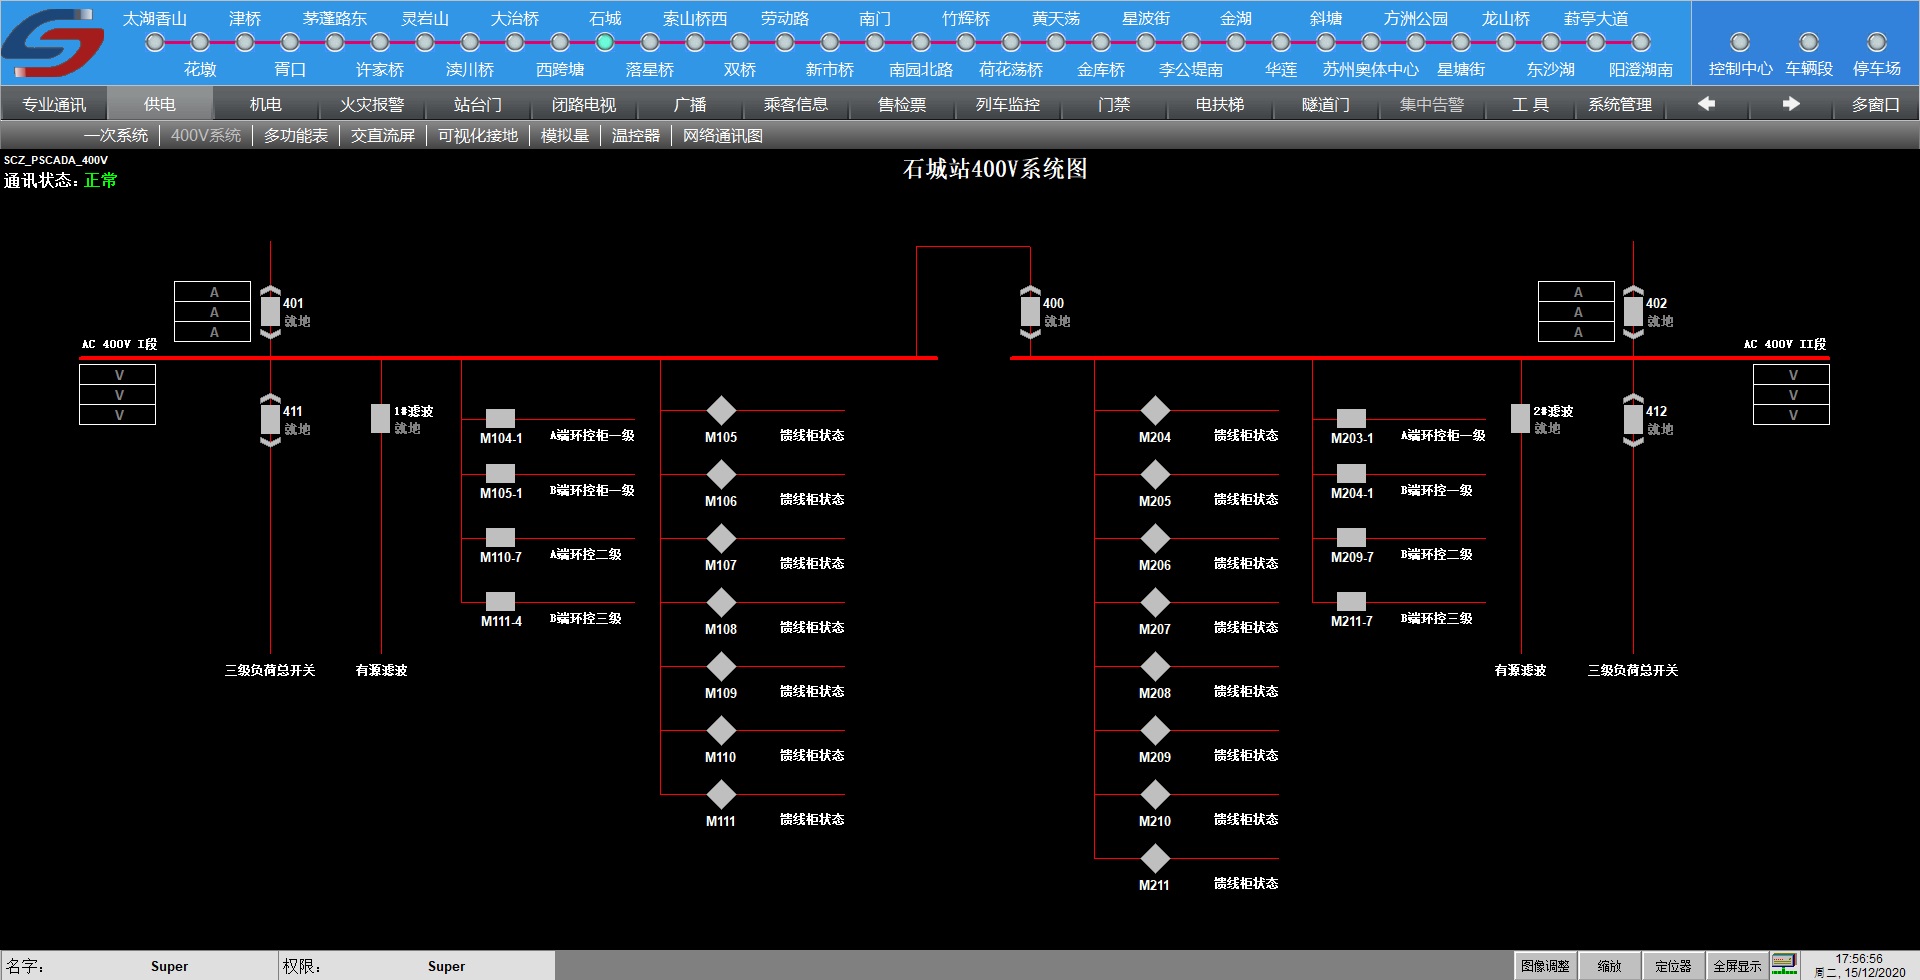 太湖香山 津桥 茅蓬路东 灵岩山 大治桥 石城 索山桥西 劳动路 南门 竹辉桥 黄天荡 星波街 金湖 斜塘 方洲公园 龙山桥 葑亭大道
花墩 胥口 许家桥 渎川桥 西跨塘 落星桥 双桥 新市桥 南园北路 荷花荡桥 金库桥 李公堤南 华莲 苏州奥体中心 星塘街 东沙湖 阳澄湖南 控制中心 车辆段 停车场
专业通讯 供电 机电 火灾报警 站台门 闭路电视 广播 乘客信息 售检票 列车监控 门禁 电扶梯 隧道门 集中告警 工 具 系统管理 多窗口
一次系统 400V系统 多功能表 交直流屏 可视化接地 模拟量 温控器 网络通讯图
SCZ_PSCADA_400V
石城站400V系统图
通讯状态: 正常
A
A
A
401
就地
400
就地
A
A
A
402
就地
AC 400V I段
AC 400V II段
V
V
V
411
就地
1#滤波
就地
V
V
V
2#滤波
就地
412
就地
M104-1 A端环控柜一级
M105-1 B端环控柜一级
M110-7 A端环控二级
M111-4 B端环控三级
M105 馈线柜状态
M106 馈线柜状态
M107 馈线柜状态
M108 馈线柜状态
M109 馈线柜状态
M110 馈线柜状态
M111 馈线柜状态
M204 馈线柜状态
M205 馈线柜状态
M206 馈线柜状态
M207 馈线柜状态
M208 馈线柜状态
M209 馈线柜状态
M210 馈线柜状态
M211 馈线柜状态
M203-1 A端环控柜一级
M204-1 B端环控一级
M209-7 B端环控二级
M211-7 B端环控三级
三级负荷总开关 有源滤波 有源滤波 三级负荷总开关
名字: Super 权限: Super 图像调整 缩放 定位器 全屏显示
17:56:56
周二, 15/12/2020